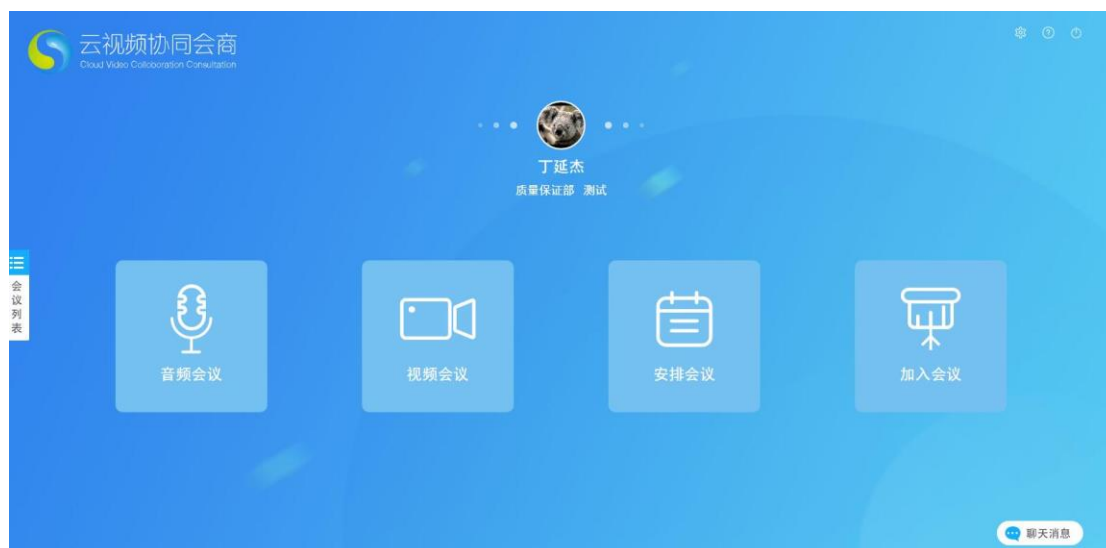 云视频协同会商
Cloud Video Colloboration Consultation
丁延杰
质量保证部 测试
会议列表
音频会议
视频会议
安排会议
加入会议
聊天消息